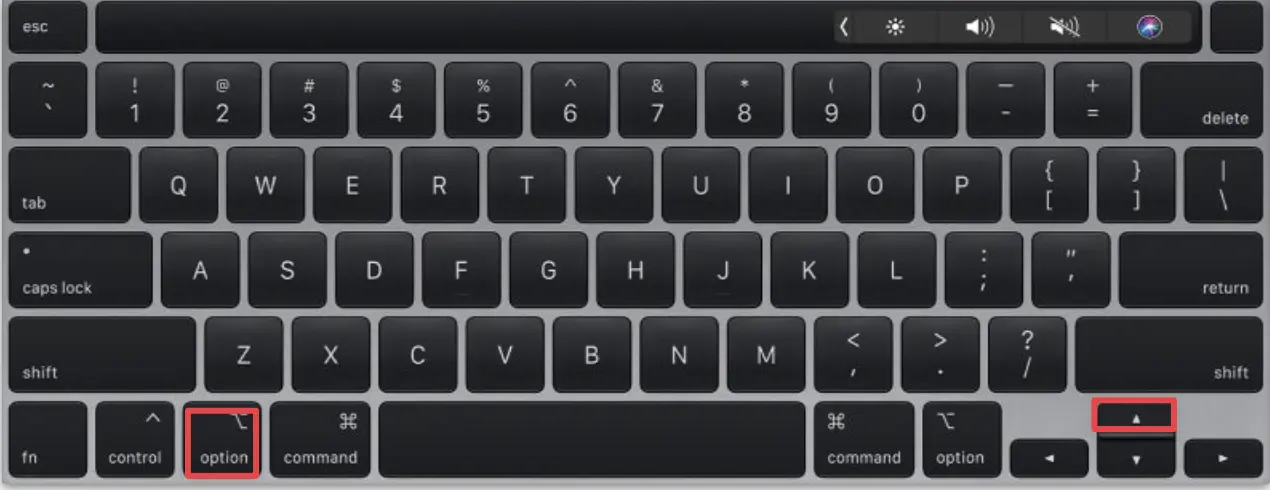 esc
~ ! @ # $ % ^ & * ( ) — +
` 1 2 3 4 5 6 7 8 9 0 - = delete
tab Q W E R T Y U I O P { [ } ] | \
caps lock A S D F G H J K L : ; " ' return
shift Z X C V B N M < , > . ? / shift
fn ^ control ⌥ option ⌘ command ⌘ command ⌥ option ◄ ▲ ▼ ►